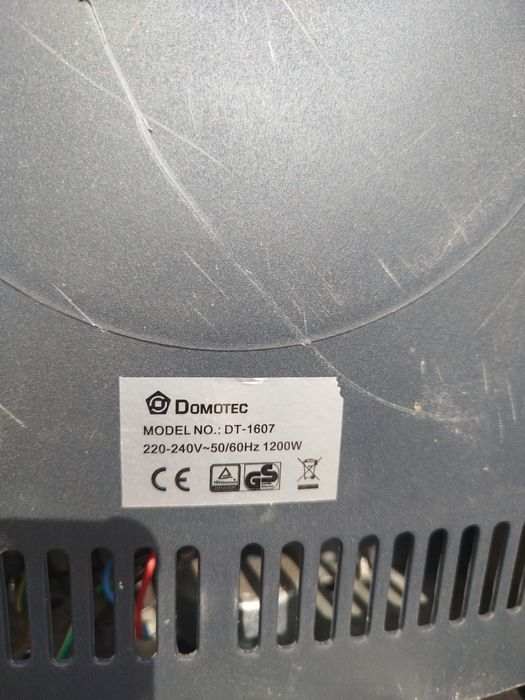 DOMOTEC
MODEL NO.: DT-1607
220-240V~50/60Hz 1200W
CE GS